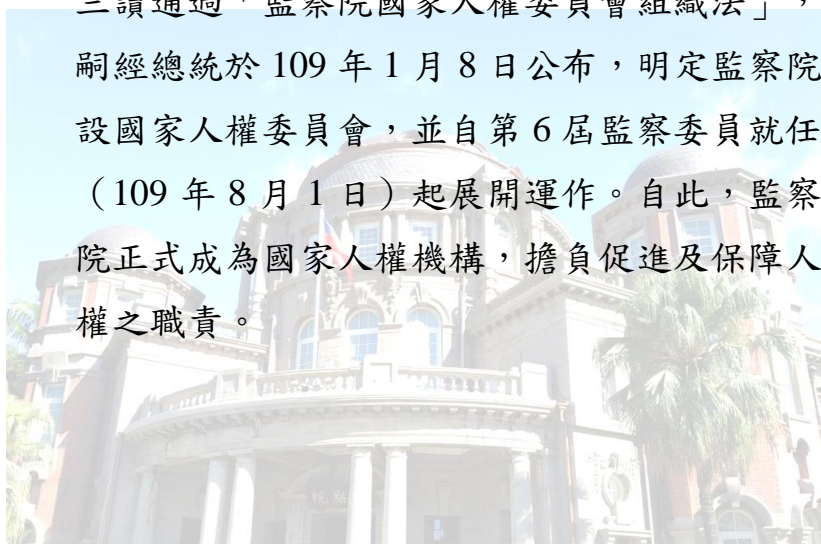 三讀通過「監察院國家人權委員會組織法」，
嗣經總統於 109 年 1 月 8 日公布，明定監察院
設國家人權委員會，並自第 6 屆監察委員就任
（109 年 8 月 1 日）起展開運作。自此，監察
院正式成為國家人權機構，擔負促進及保障人
權之職責。
院察